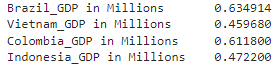 Brazil_GDP in Millions 0.634914
Vietnam_GDP in Millions 0.459680
Colombia_GDP in Millions 0.611800
Indonesia_GDP in Millions 0.472200